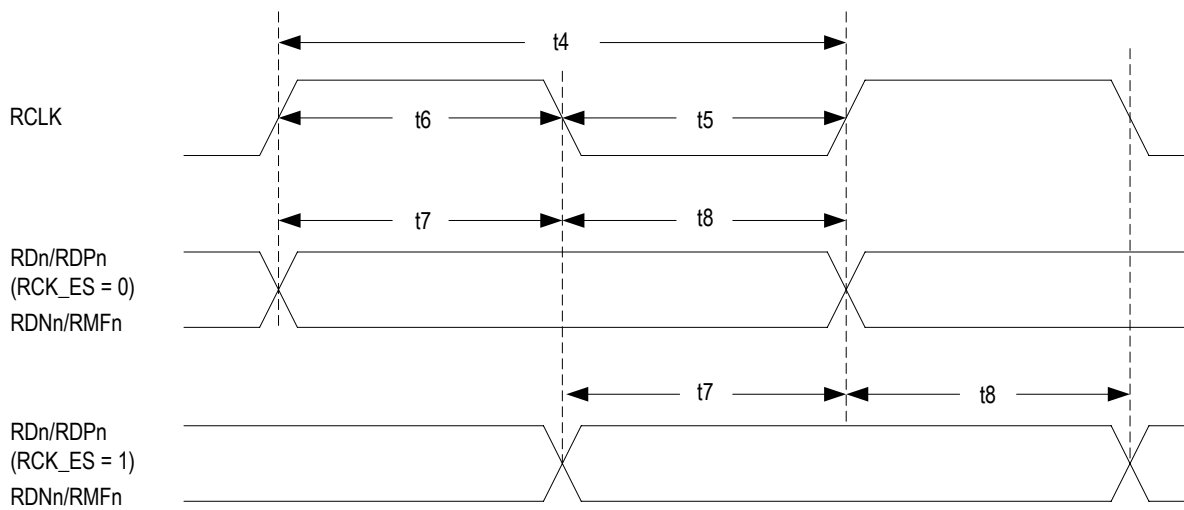 t4
RCLK
t6
t5
t7
t8
RDn/RDPn
(RCK_ES = 0)
RDNn/RMFn
t7
t8
RDn/RDPn
(RCK_ES = 1)
RDNn/RMFn